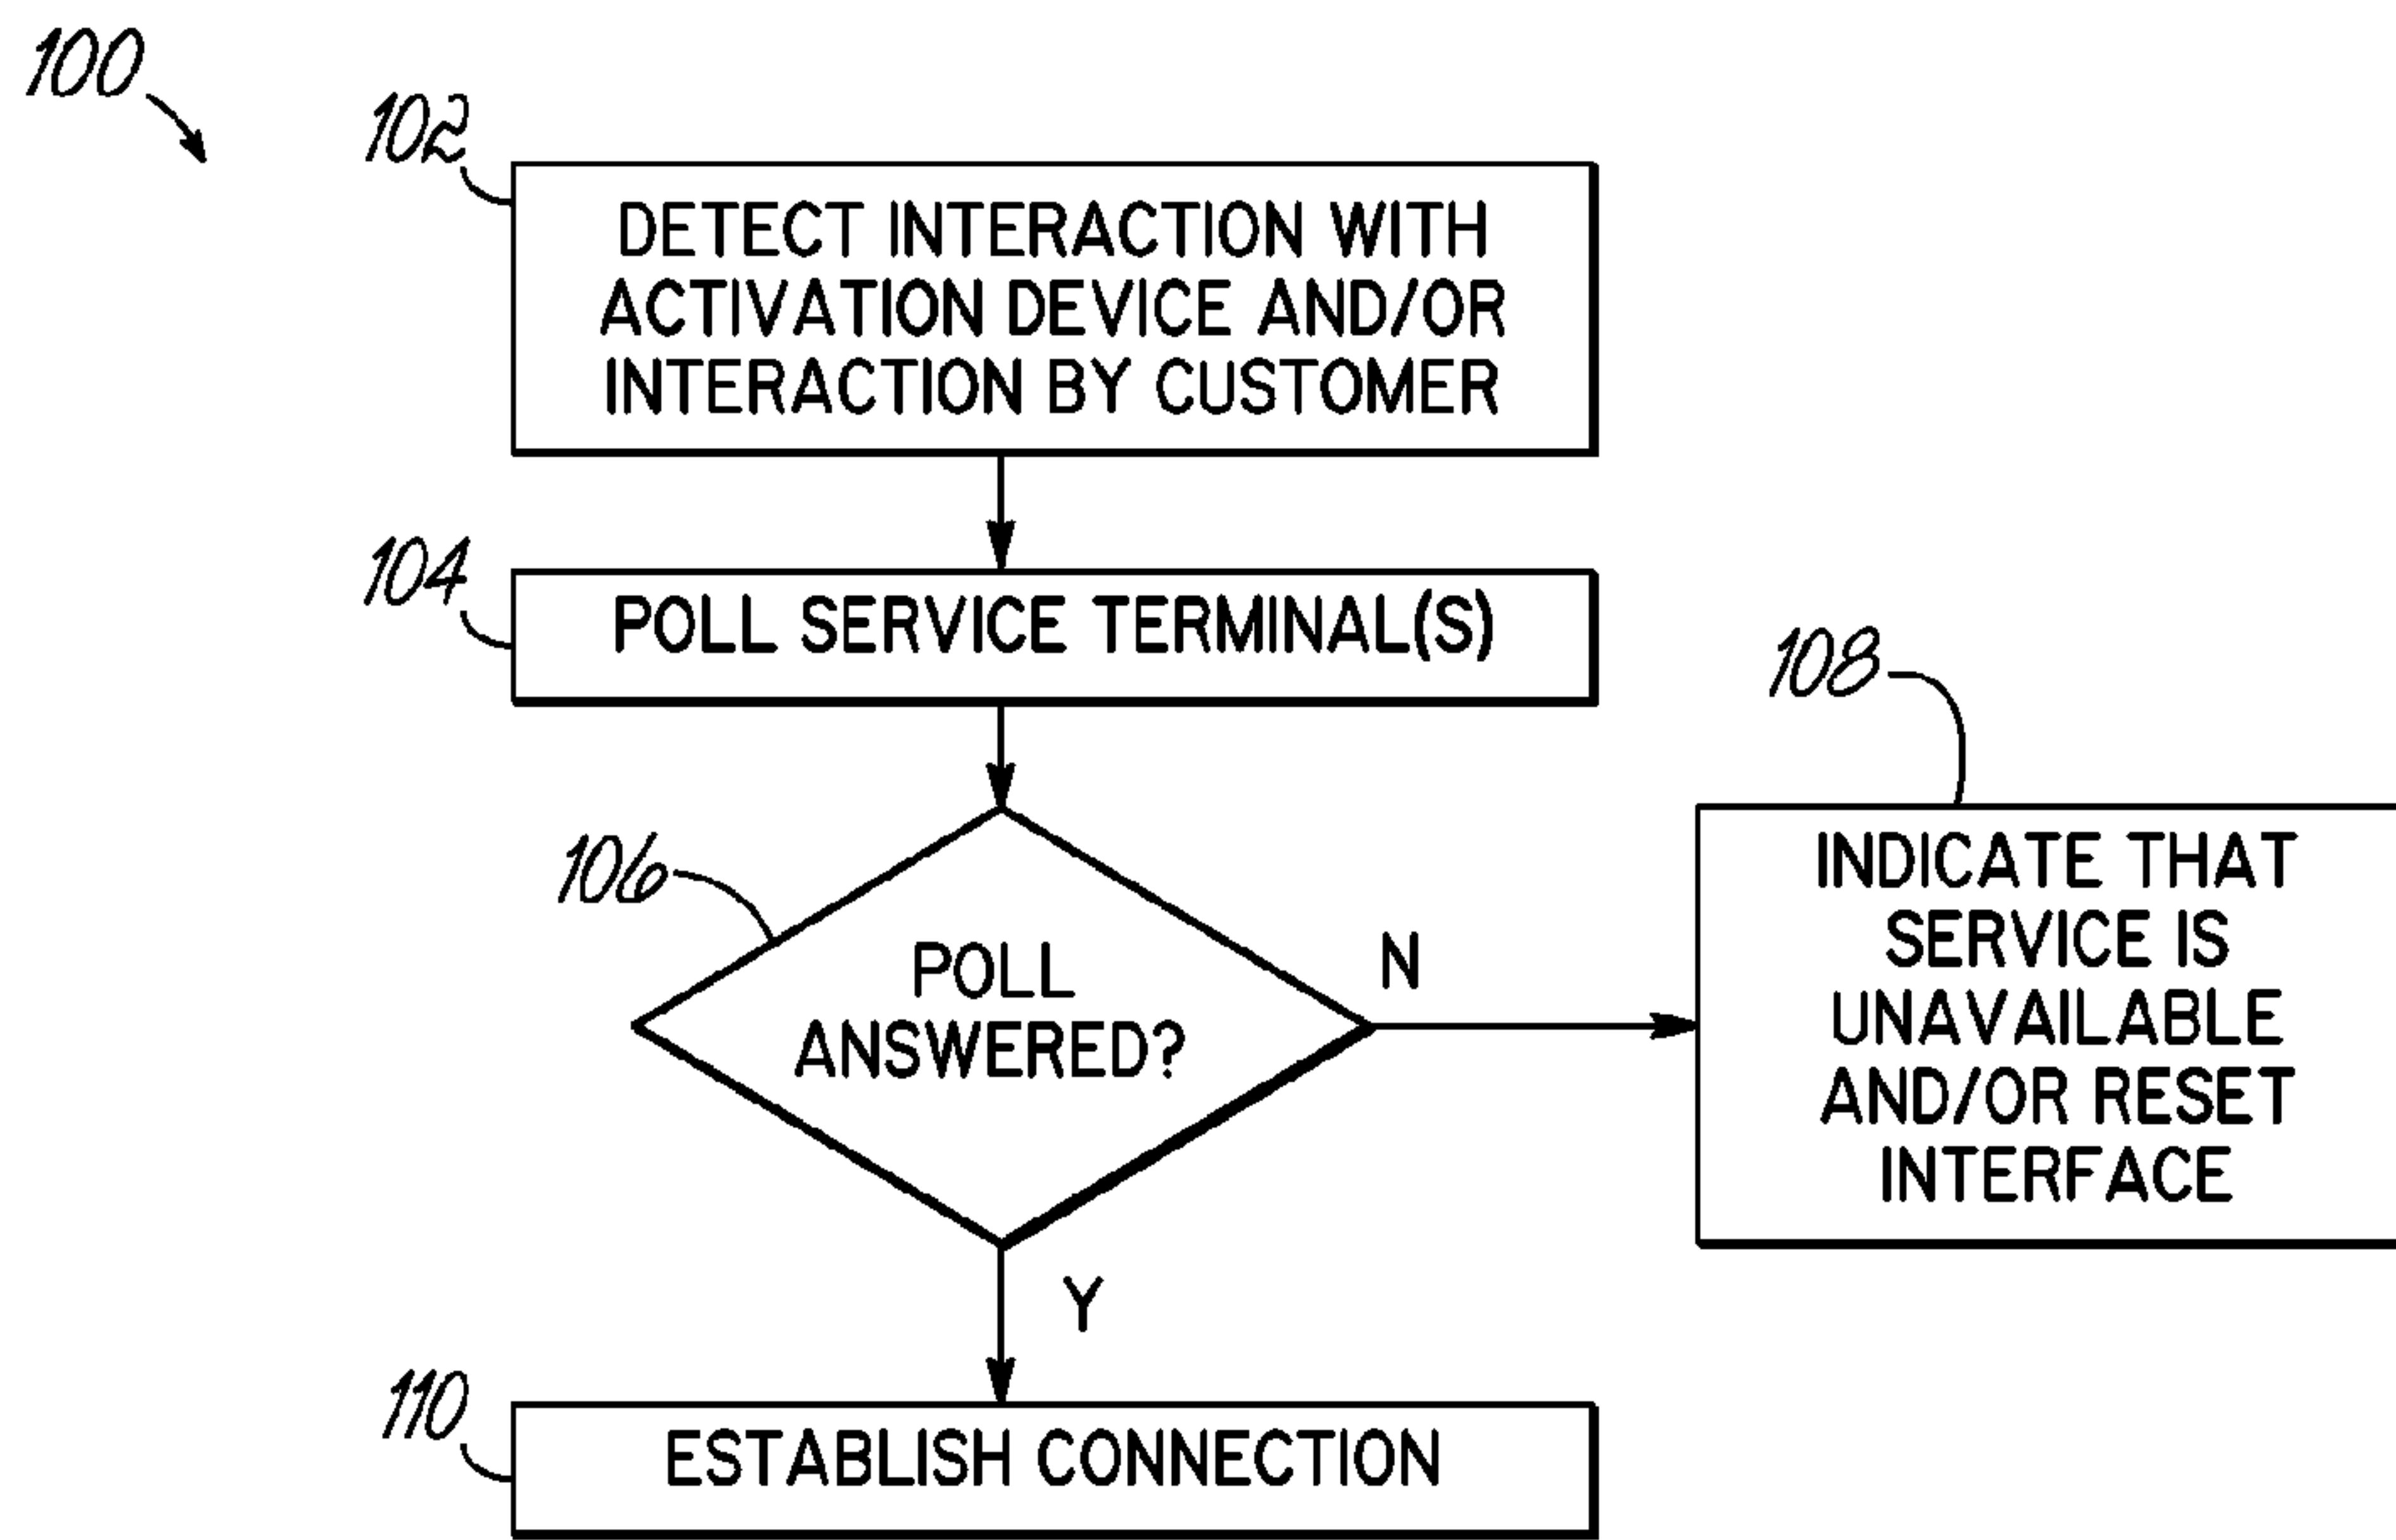 100
102
DETECT INTERACTION WITH
ACTIVATION DEVICE AND/OR
INTERACTION BY CUSTOMER
104
POLL SERVICE TERMINAL(S)
106
POLL
ANSWERED?
N
108
INDICATE THAT
SERVICE IS
UNAVAILABLE
AND/OR RESET
INTERFACE
Y
110
ESTABLISH CONNECTION